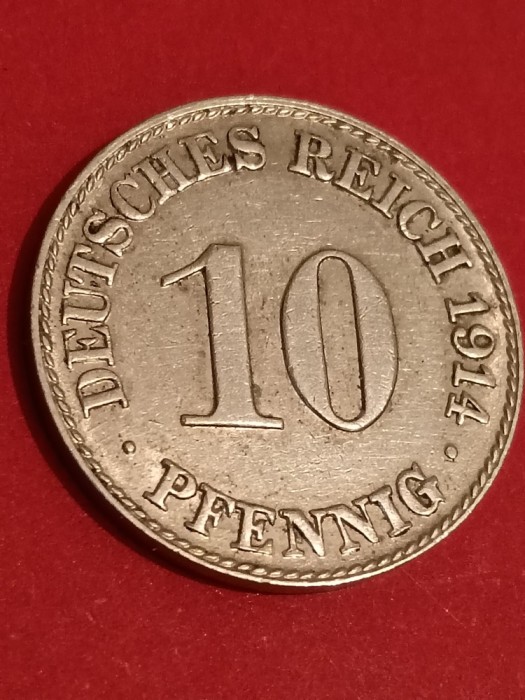 DEUTSCHES REICH 1914
10
PFENNIG